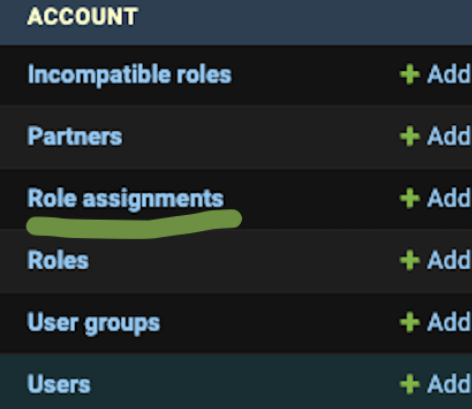 ACCOUNT
Incompatible roles + Add
Partners + Add
Role assignments + Add
Roles + Add
User groups + Add
Users + Add